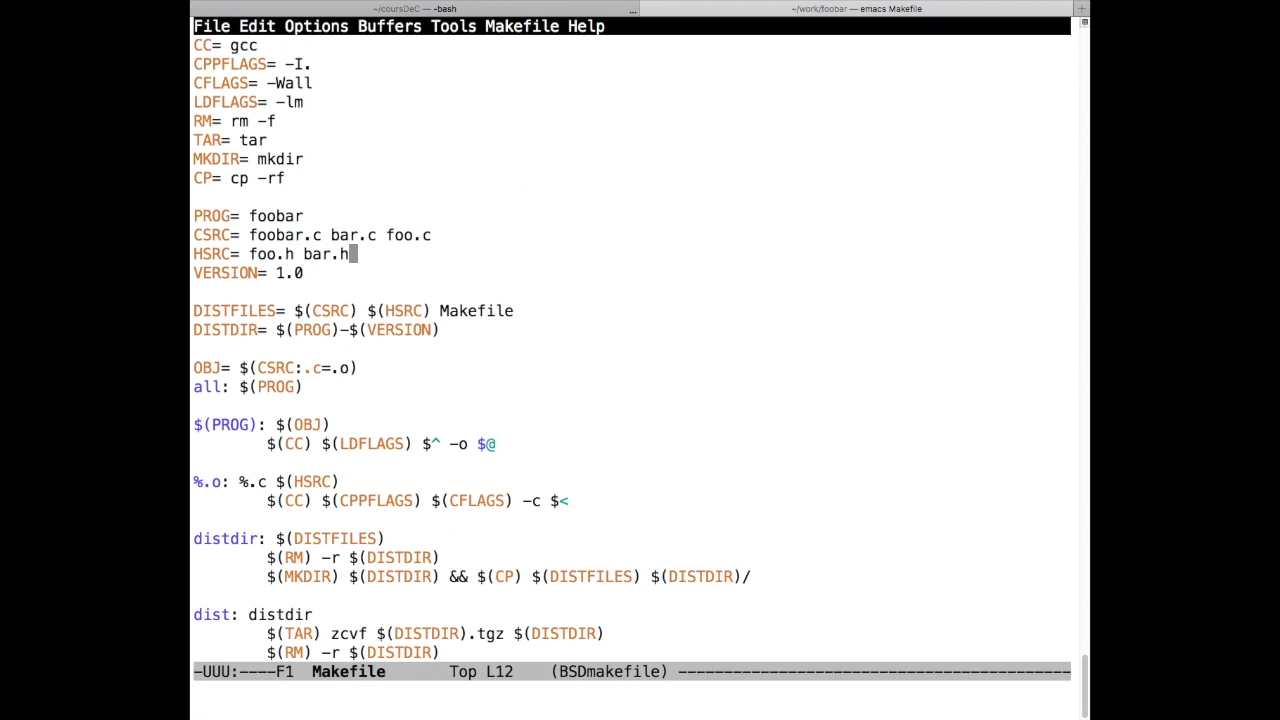 ~/coursDeC — -bash
...
~/work/foobar — emacs Makefile
+
File Edit Options Buffers Tools Makefile Help
CC= gcc
CPPFLAGS= -I.
CFLAGS= -Wall
LDFLAGS= -lm
RM= rm -f
TAR= tar
MKDIR= mkdir
CP= cp -rf
PROG= foobar
CSRC= foobar.c bar.c foo.c
HSRC= foo.h bar.h
VERSION= 1.0
DISTFILES= $(CSRC) $(HSRC) Makefile
DISTDIR= $(PROG)-$(VERSION)
OBJ= $(CSRC:.c=.o)
all: $(PROG)
$(PROG): $(OBJ)
$(CC) $(LDFLAGS) $^ -o $@
%.o: %.c $(HSRC)
$(CC) $(CPPFLAGS) $(CFLAGS) -c $<
distdir: $(DISTFILES)
$(RM) -r $(DISTDIR)
$(MKDIR) $(DISTDIR) && $(CP) $(DISTFILES) $(DISTDIR)/
dist: distdir
$(TAR) zcvf $(DISTDIR).tgz $(DISTDIR)
$(RM) -r $(DISTDIR)
-UUU:----F1 Makefile Top L12 (BSDmakefile) -------------------------------------------